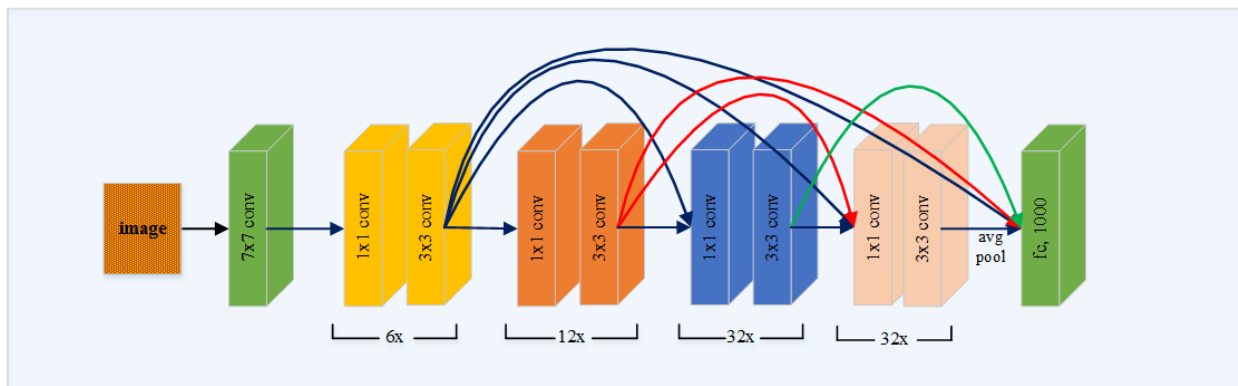 image
7x7 conv
1x1 conv
3x3 conv
1x1 conv
3x3 conv
1x1 conv
3x3 conv
1x1 conv
3x3 conv
avg
pool
fc, 1000
6x
12x
32x
32x